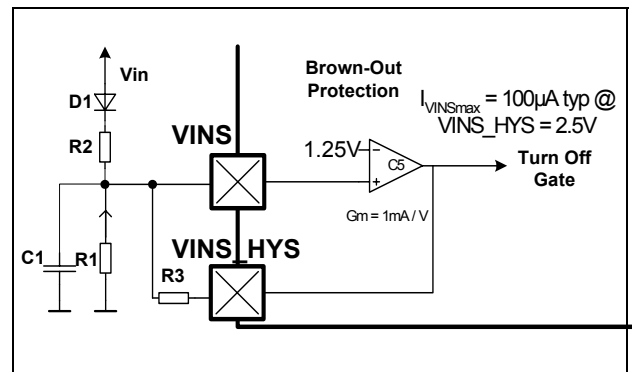 Vin
D1
R2
C1
R1
R3
VINS
VINS_HYS
Brown-Out
Protection
1.25V
C5
Gm = 1mA / V
I_VINSmax = 100µA typ @
VINS_HYS = 2.5V
Turn Off
Gate